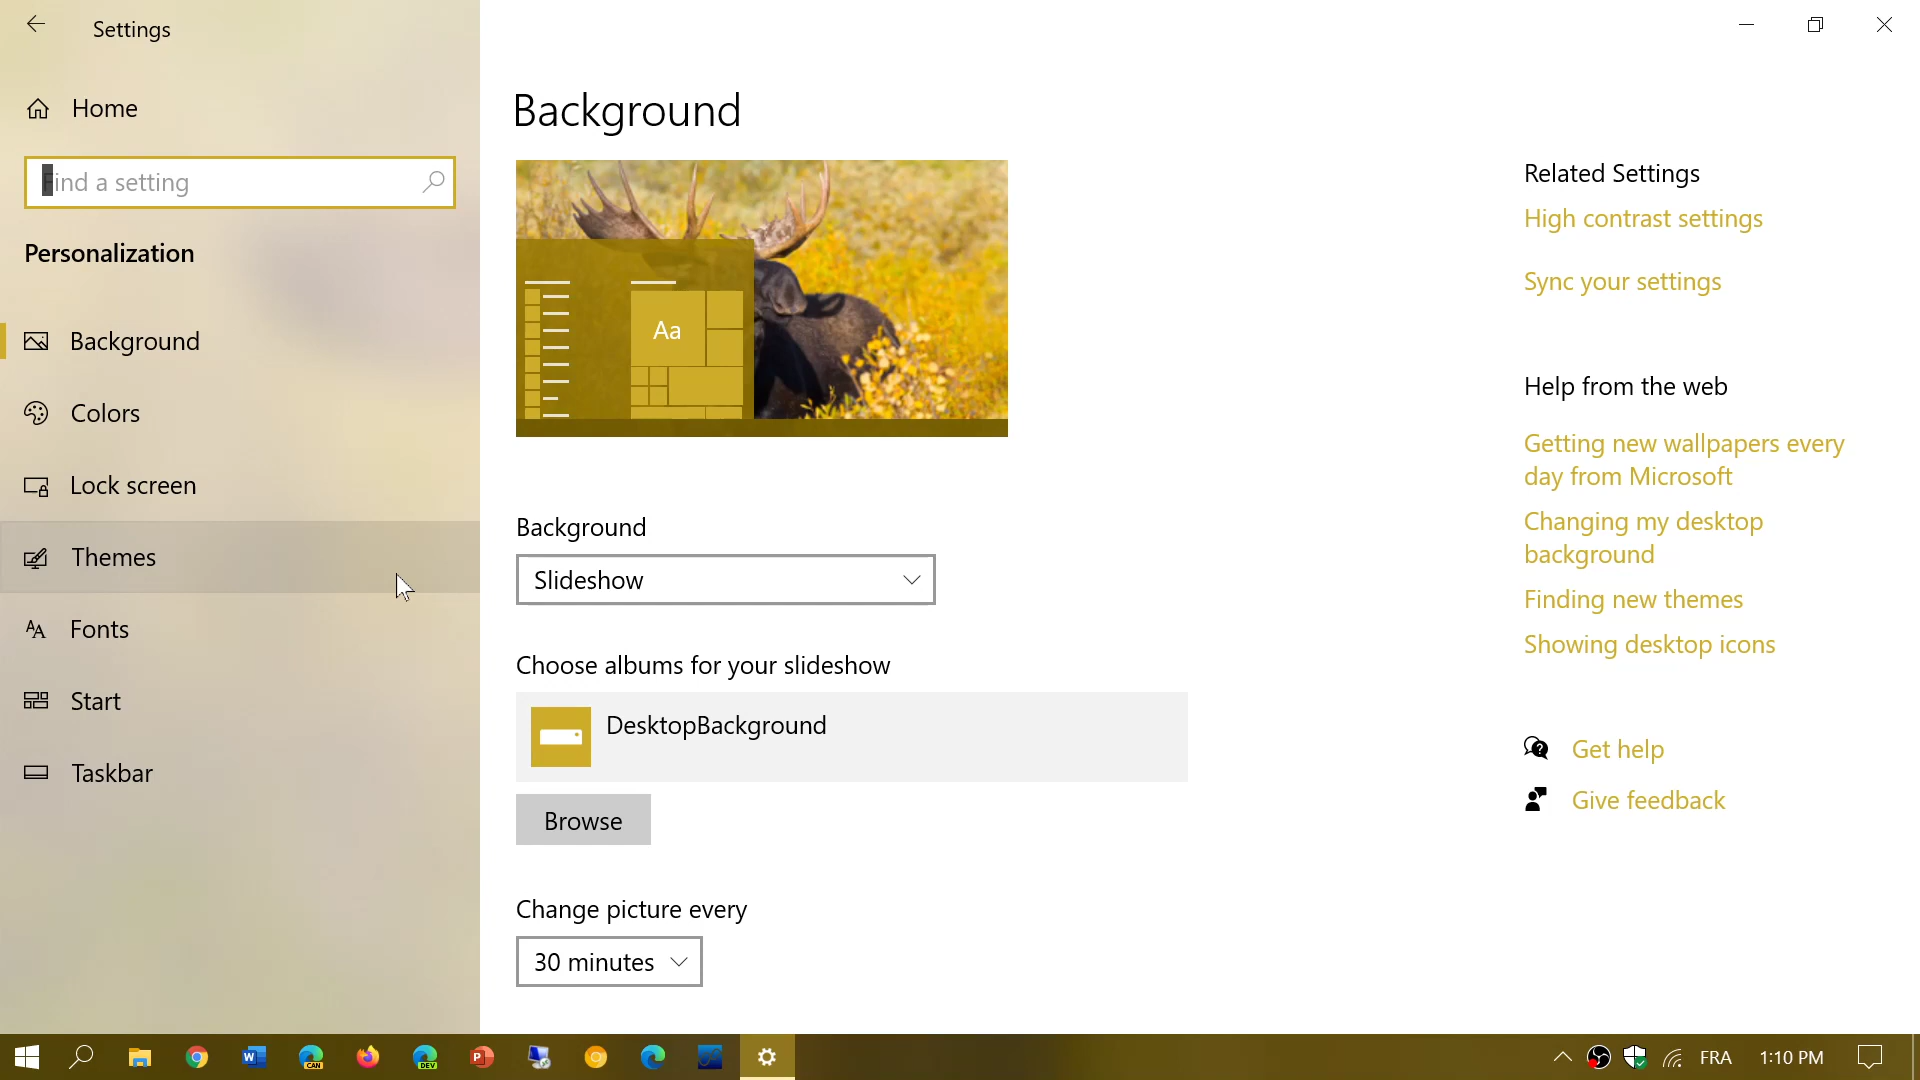 Settings
Home
Find a setting
Personalization
Background
Colors
Lock screen
Themes
Fonts
Start
Taskbar
Background
Aa
Background
Slideshow
Choose albums for your slideshow
DesktopBackground
Browse
Change picture every
30 minutes
Related Settings
High contrast settings
Sync your settings
Help from the web
Getting new wallpapers every
day from Microsoft
Changing my desktop
background
Finding new themes
Showing desktop icons
Get help
Give feedback
W
CAN
DEV
P
FRA
1:10 PM